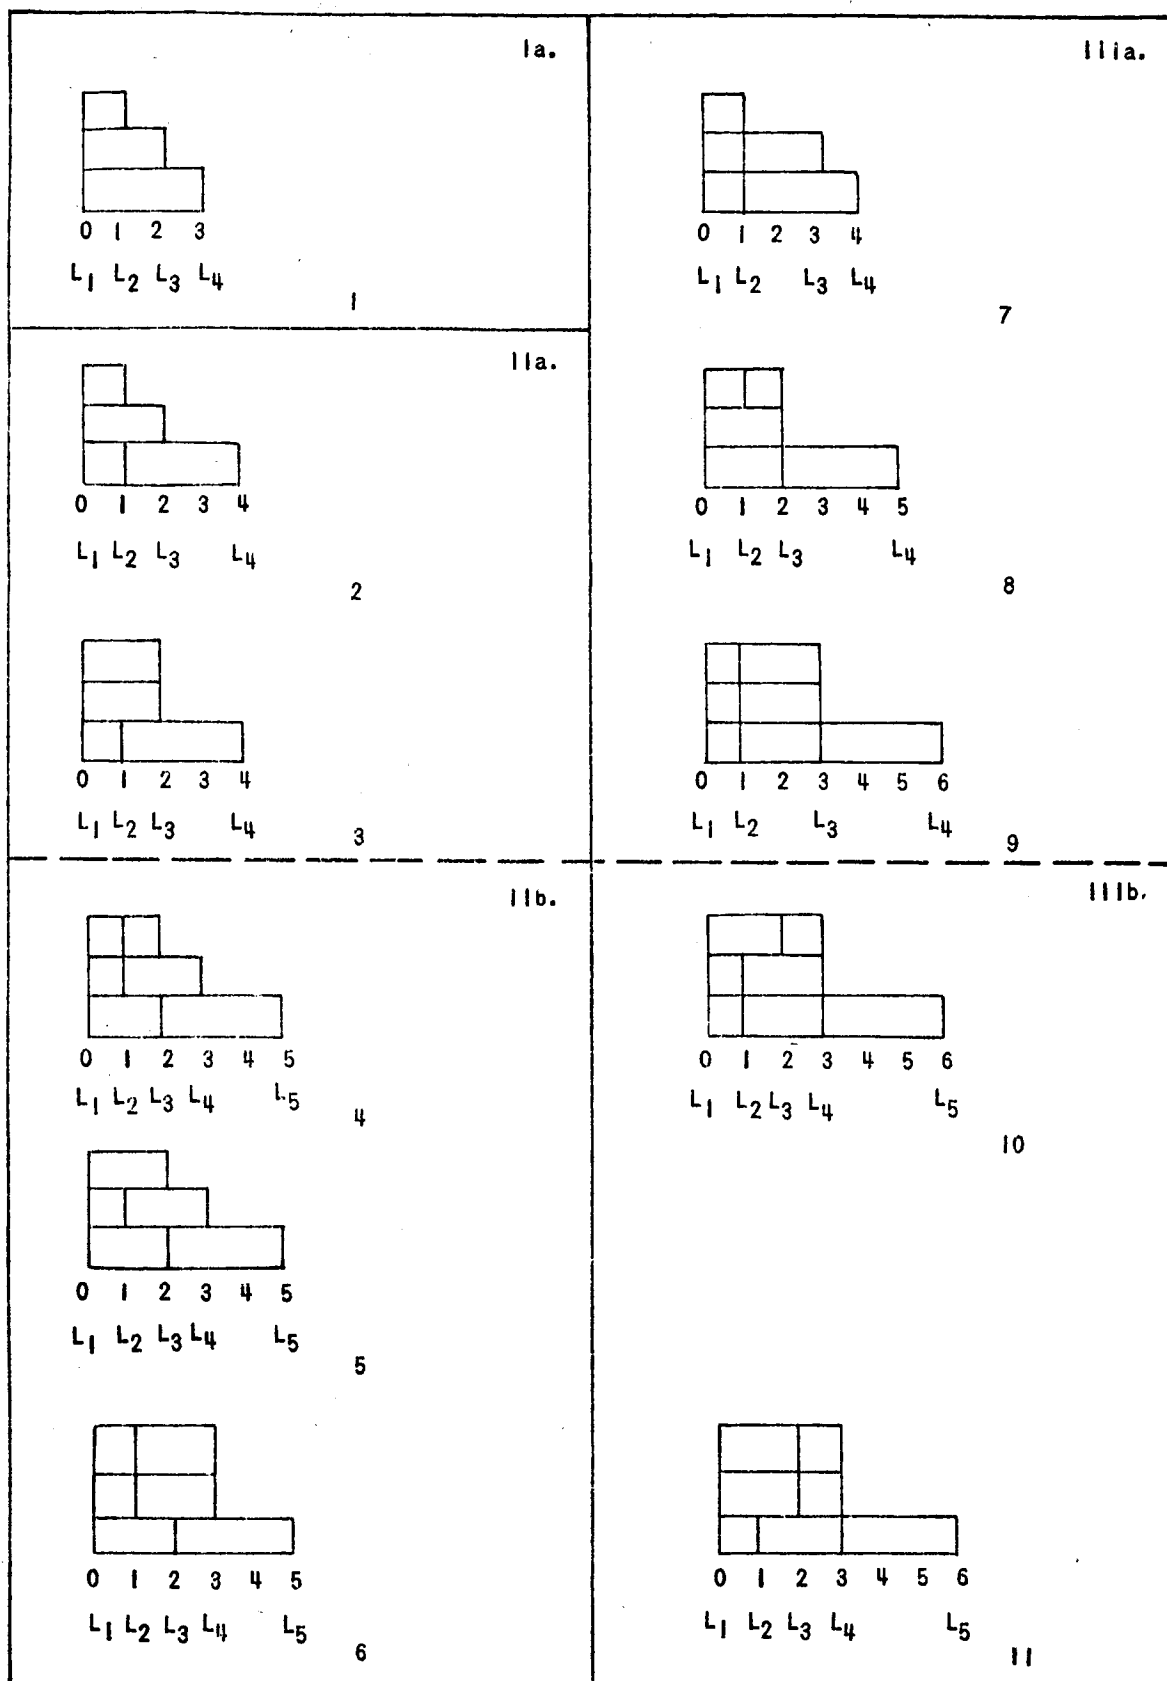 Ia.
0 1 2 3
L1 L2 L3 L4
1
IIa.
0 1 2 3 4
L1 L2 L3 L4
2
0 1 2 3 4
L1 L2 L3 L4
3
IIb.
0 1 2 3 4 5
L1 L2 L3 L4 L5
4
0 1 2 3 4 5
L1 L2 L3 L4 L5
5
0 1 2 3 4 5
L1 L2 L3 L4 L5
6
IIIa.
0 1 2 3 4
L1 L2 L3 L4
7
0 1 2 3 4 5
L1 L2 L3 L4
8
0 1 2 3 4 5 6
L1 L2 L3 L4
9
IIIb.
0 1 2 3 4 5 6
L1 L2 L3 L4 L5
10
0 1 2 3 4 5 6
L1 L2 L3 L4 L5
11